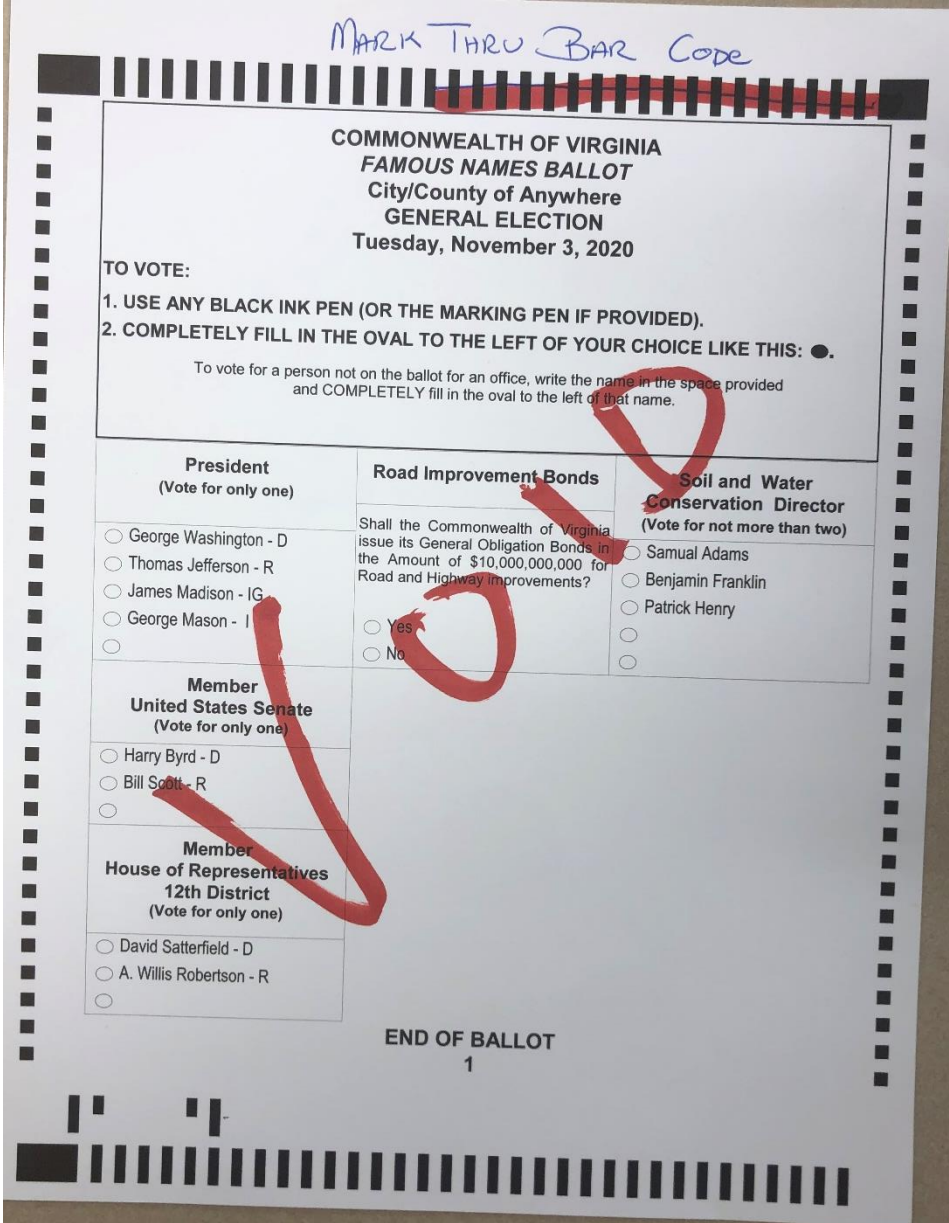 MARK THRU BAR CODE
COMMONWEALTH OF VIRGINIA
FAMOUS NAMES BALLOT
City/County of Anywhere
GENERAL ELECTION
Tuesday, November 3, 2020
TO VOTE:
1. USE ANY BLACK INK PEN (OR THE MARKING PEN IF PROVIDED).
2. COMPLETELY FILL IN THE OVAL TO THE LEFT OF YOUR CHOICE LIKE THIS: ●.
To vote for a person not on the ballot for an office, write the name in the space provided
and COMPLETELY fill in the oval to the left of that name.
VOID
President
(Vote for only one)
George Washington - D
Thomas Jefferson - R
James Madison - IG
George Mason - I
Member
United States Senate
(Vote for only one)
Harry Byrd - D
Bill Scott - R
Member
House of Representatives
12th District
(Vote for only one)
David Satterfield - D
A. Willis Robertson - R
Road Improvement Bonds
Shall the Commonwealth of Virginia
issue its General Obligation Bonds in
the Amount of $10,000,000,000 for
Road and Highway improvements?
Yes
No
Soil and Water
Conservation Director
(Vote for not more than two)
Samual Adams
Benjamin Franklin
Patrick Henry
END OF BALLOT
1